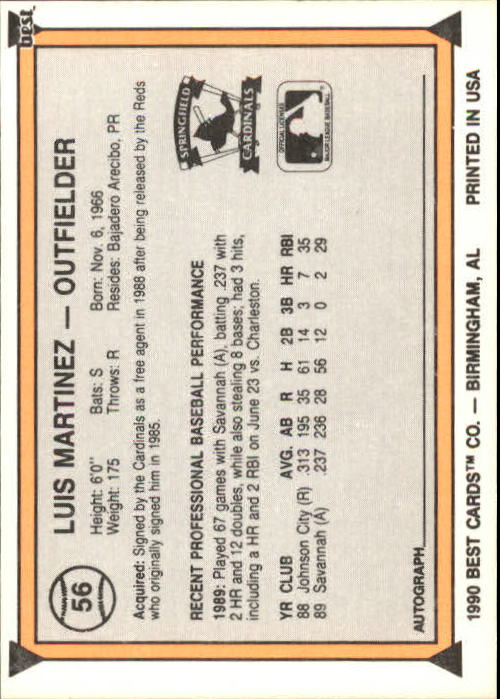 best
56
LUIS MARTINEZ — OUTFIELDER
Height: 6'0" Bats: S Born: Nov. 6, 1966
Weight: 175 Throws: R Resides: Bajadero Arecibo, PR
Acquired: Signed by the Cardinals as a free agent in 1988 after being released by the Reds
who originally signed him in 1985.
RECENT PROFESSIONAL BASEBALL PERFORMANCE
1989: Played 67 games with Savannah (A), batting .237 with
2 HR and 12 doubles, while also stealing 8 bases; had 3 hits,
including a HR and 2 RBI on June 23 vs. Charleston.
SPRINGFIELD
CARDINALS
OFFICIAL LICENSEE
MAJOR LEAGUE BASEBALL
YR CLUB AVG. AB R H 2B 3B HR RBI
88 Johnson City (R) .313 195 35 61 14 3 7 35
89 Savannah (A) .237 236 28 56 12 0 2 29
AUTOGRAPH
1990 BEST CARDS™ CO. — BIRMINGHAM, AL PRINTED IN USA